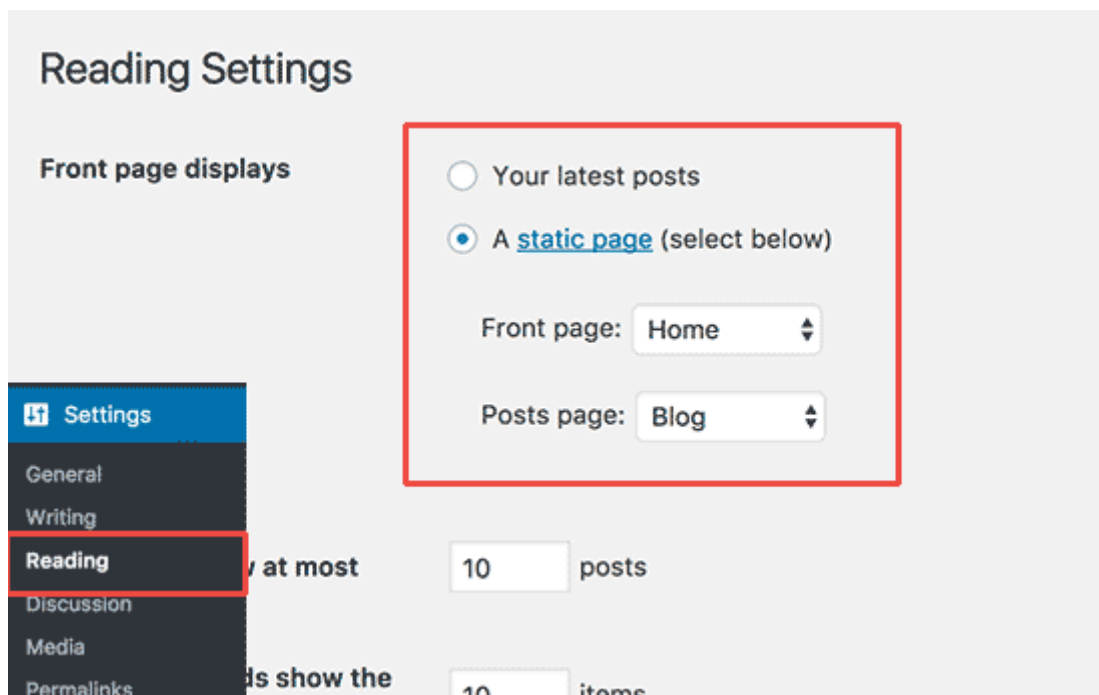 Reading Settings
Front page displays
Your latest posts
A static page (select below)
Front page: Home
Posts page: Blog
Settings
General
Writing
Reading
Discussion
Media
Permalinks
at most
10 posts
show the
10 items